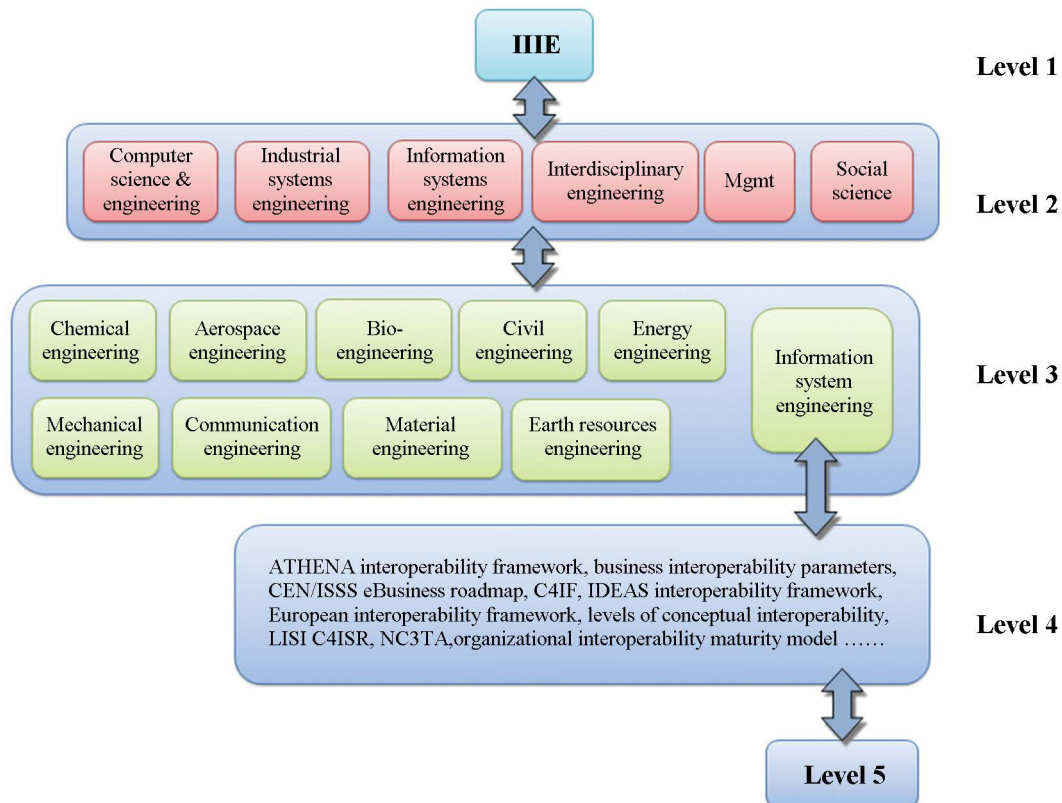 IIIE
Level 1
Computer
science &
engineering
Industrial
systems
engineering
Information
systems
engineering
Interdisciplinary
engineering
Mgmt
Social
science
Level 2
Chemical
engineering
Aerospace
engineering
Bio-
engineering
Civil
engineering
Energy
engineering
Information
system
engineering
Level 3
Mechanical
engineering
Communication
engineering
Material
engineering
Earth resources
engineering
ATHENA interoperability framework, business interoperability parameters,
CEN/ISSS eBusiness roadmap, C4IF, IDEAS interoperability framework,
European interoperability framework, levels of conceptual interoperability,
LISI C4ISR, NC3TA,organizational interoperability maturity model ……
Level 4
Level 5